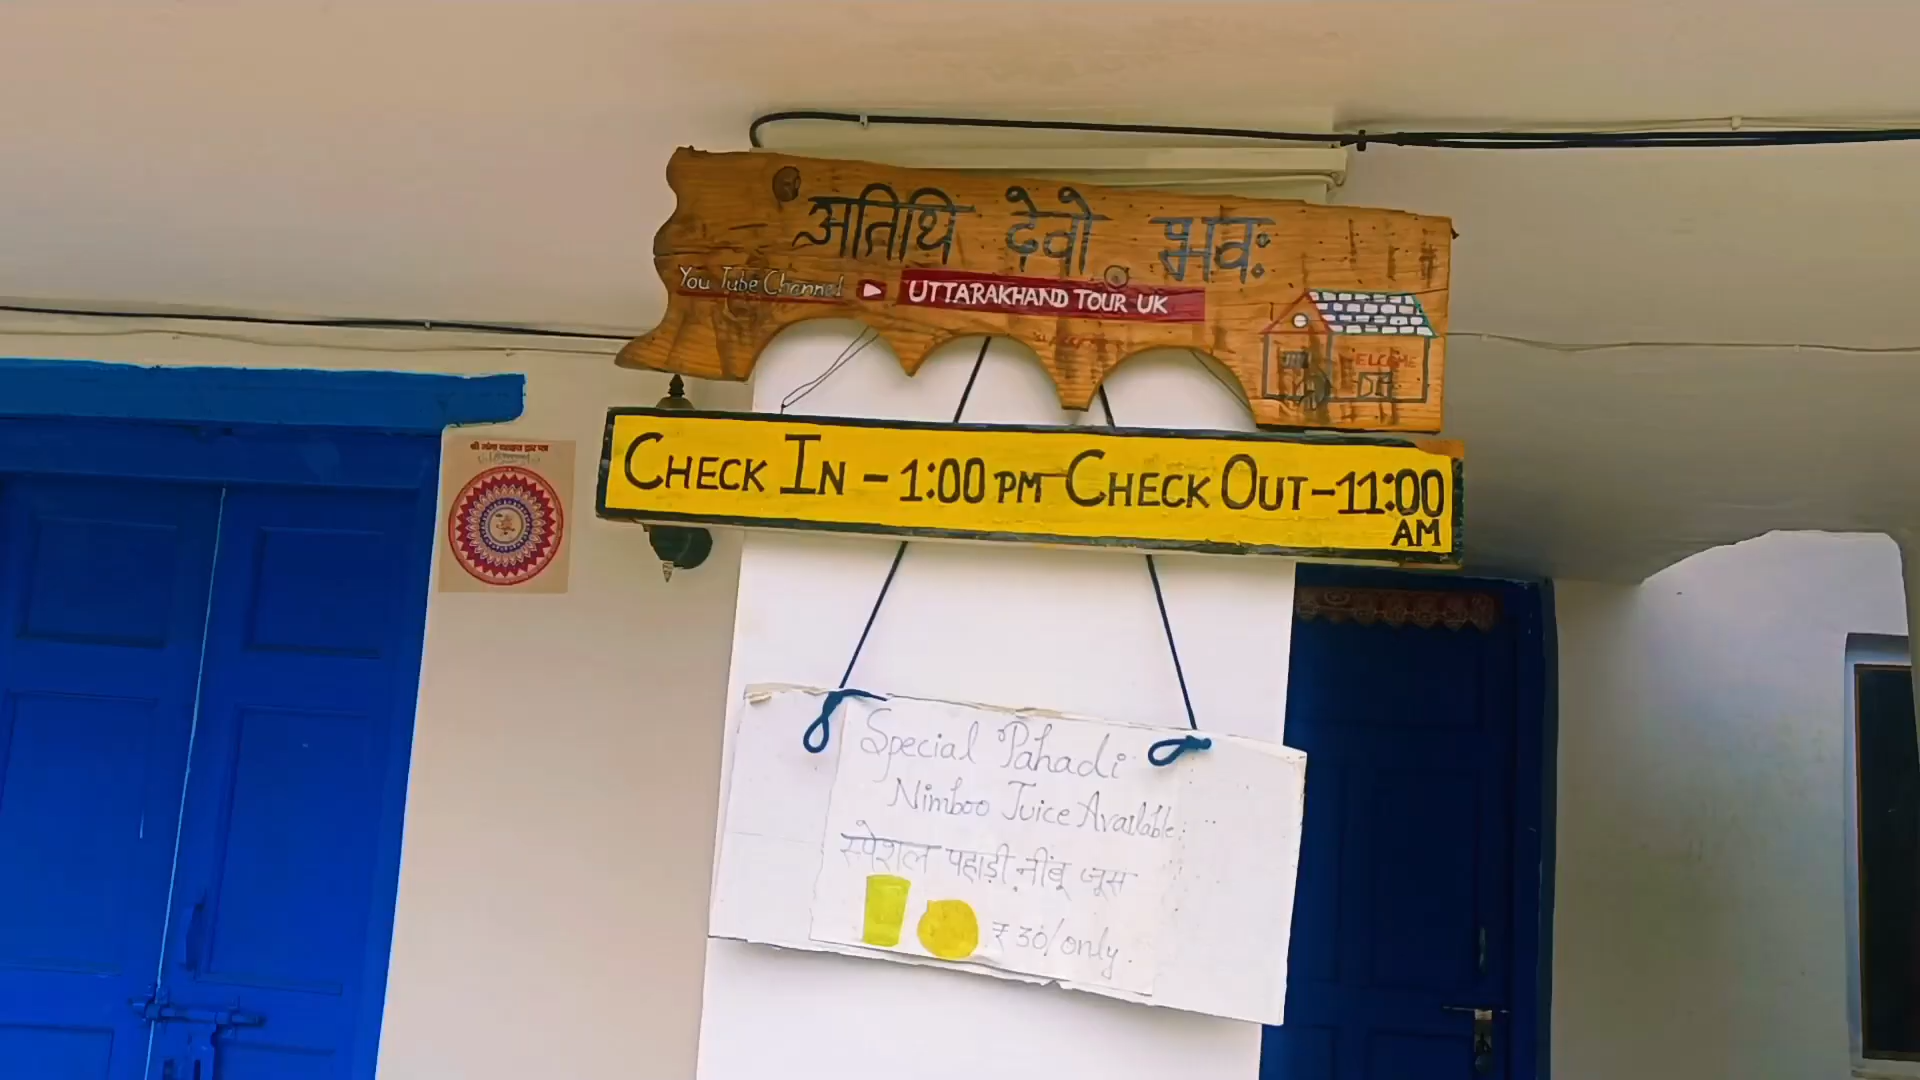 अतिथि देवो भवः
You Tube Channel UTTARAKHAND TOUR UK
WELCOME
CHECK IN - 1:00 PM CHECK OUT - 11:00
AM
Special Pahadi
Nimboo Juice Available
स्पेशल पहाड़ी नींबू जूस
₹ 30/only.